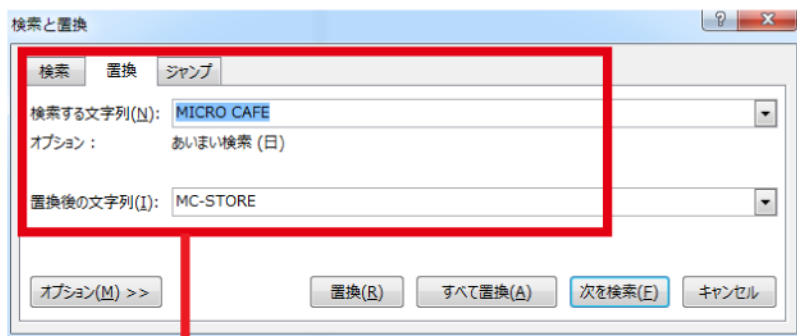 検索と置換
検索 置換 ジャンプ
検索する文字列(N): MICRO CAFE
オプション： あいまい検索 (日)
置換後の文字列(I): MC-STORE
オプション(M) >> 置換(R) すべて置換(A) 次を検索(F) キャンセル